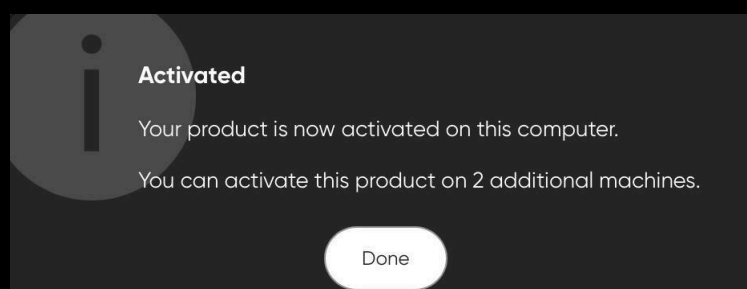 Activated
Your product is now activated on this computer.
You can activate this product on 2 additional machines.
Done